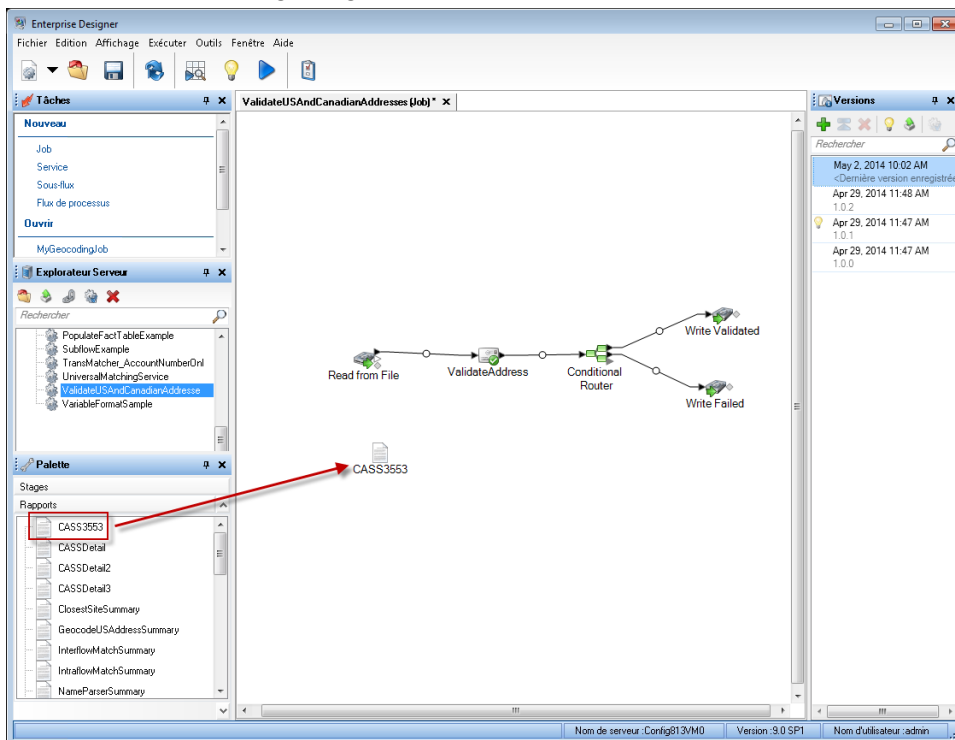 Enterprise Designer
Fichier Edition Affichage Exécuter Outils Fenêtre Aide
Tâches
Nouveau
Job
Service
Sous-flux
Flux de processus
Ouvrir
MyGeocodingJob
Explorateur Serveur
Rechercher
PopulateFactTableExample
SubflowExample
TransMatcher_AccountNumberOnl
UniversalMatchingService
ValidateUSAndCanadianAddresse
VariableFormatSample
Palette
Stages
Rapports
CASS3553
CASSDetail
CASSDetail2
CASSDetail3
ClosestSiteSummary
GeocodeUSAddressSummary
InterflowMatchSummary
IntraflowMatchSummary
NameParserSummary
ValidateUSAndCanadianAddresses (Job) *
Read from File
ValidateAddress
Conditional
Router
Write Validated
Write Failed
CASS3553
Versions
Rechercher
May 2, 2014 10:02 AM
<Dernière version enregistrée
Apr 29, 2014 11:48 AM
1.0.2
Apr 29, 2014 11:47 AM
1.0.1
Apr 29, 2014 11:47 AM
1.0.0
Nom de serveur :Config813VM0 Version :9.0 SP1 Nom d'utilisateur :admin